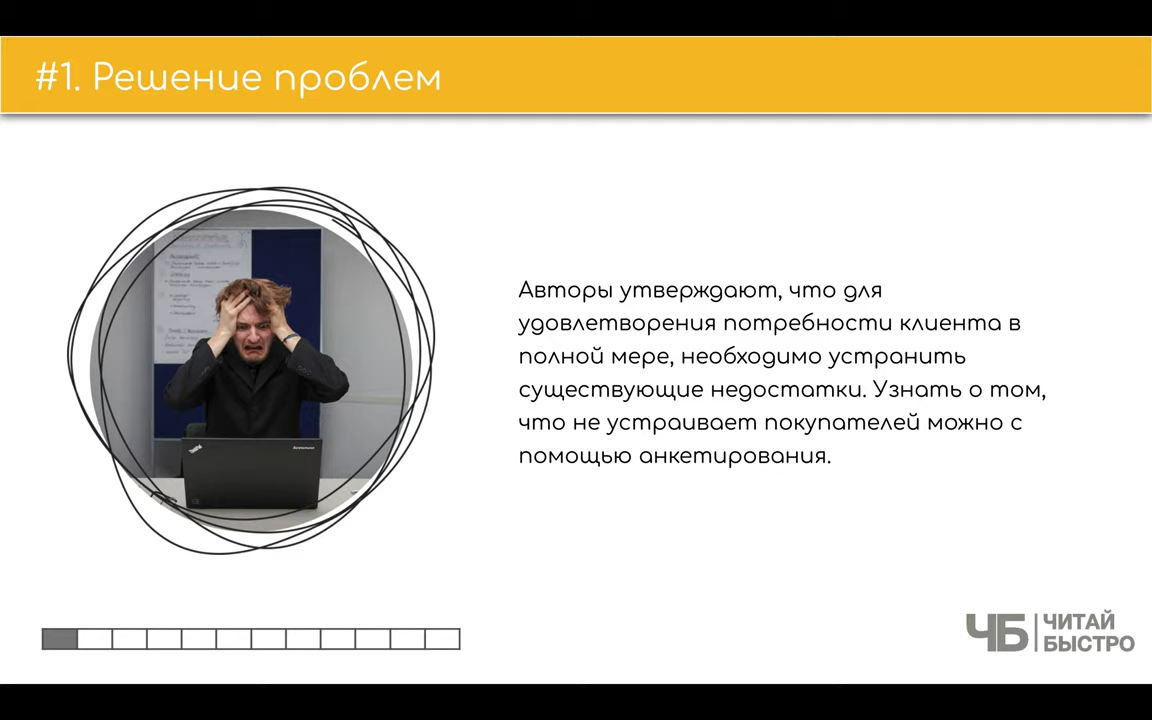 #1. Решение проблем
Авторы утверждают, что для
удовлетворения потребности клиента в
полной мере, необходимо устранить
существующие недостатки. Узнать о том,
что не устраивает покупателей можно с
помощью анкетирования.
ЧБ
ЧИТАЙ
БЫСТРО